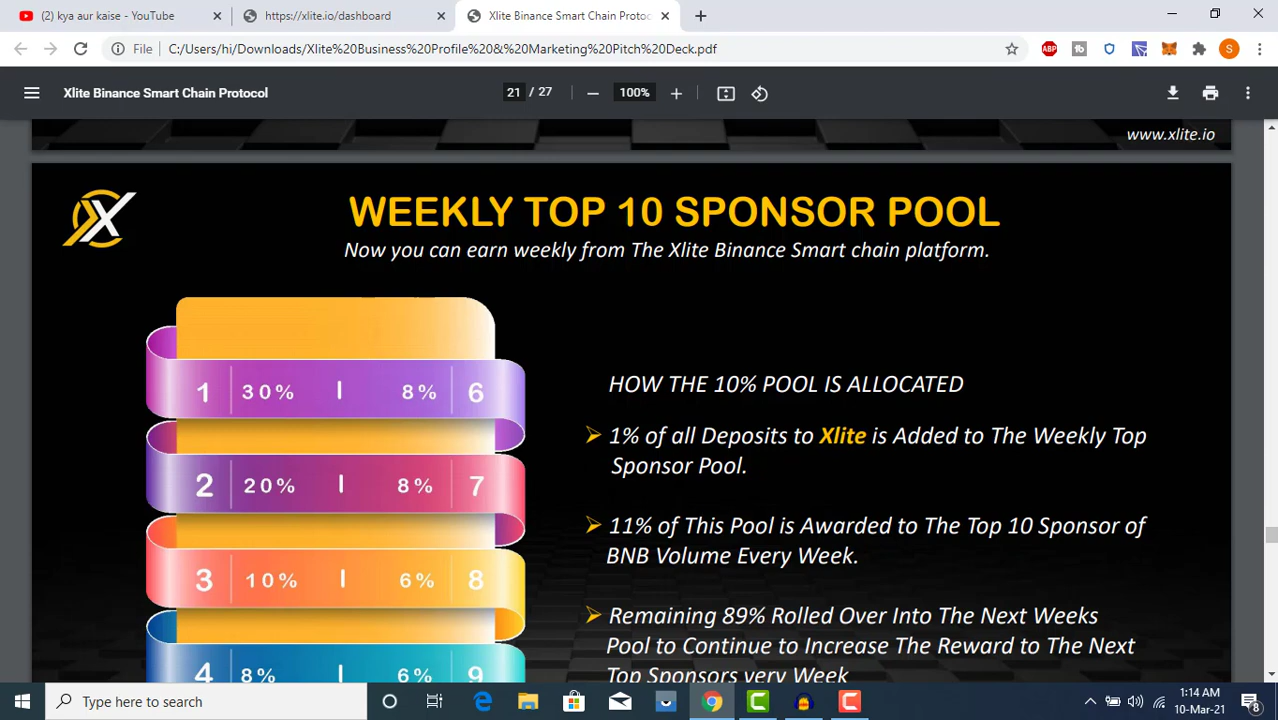 (2) kya aur kaise - YouTube
https://xlite.io/dashboard
Xlite Binance Smart Chain Protoc
File
C:/Users/hi/Downloads/Xlite%20Business%20Profile%20&%20Marketing%20Pitch%20Deck.pdf
ABP
S
Xlite Binance Smart Chain Protocol
21 / 27
100%
www.xlite.io
X
WEEKLY TOP 10 SPONSOR POOL
Now you can earn weekly from The Xlite Binance Smart chain platform.
1 30% | 8% 6
2 20% | 8% 7
3 10% | 6% 8
4 8% | 6% 9
HOW THE 10% POOL IS ALLOCATED
1% of all Deposits to Xlite is Added to The Weekly Top
Sponsor Pool.
11% of This Pool is Awarded to The Top 10 Sponsor of
BNB Volume Every Week.
Remaining 89% Rolled Over Into The Next Weeks
Pool to Continue to Increase The Reward to The Next
Top Sponsors very Week
Type here to search
1:14 AM
10-Mar-21
8